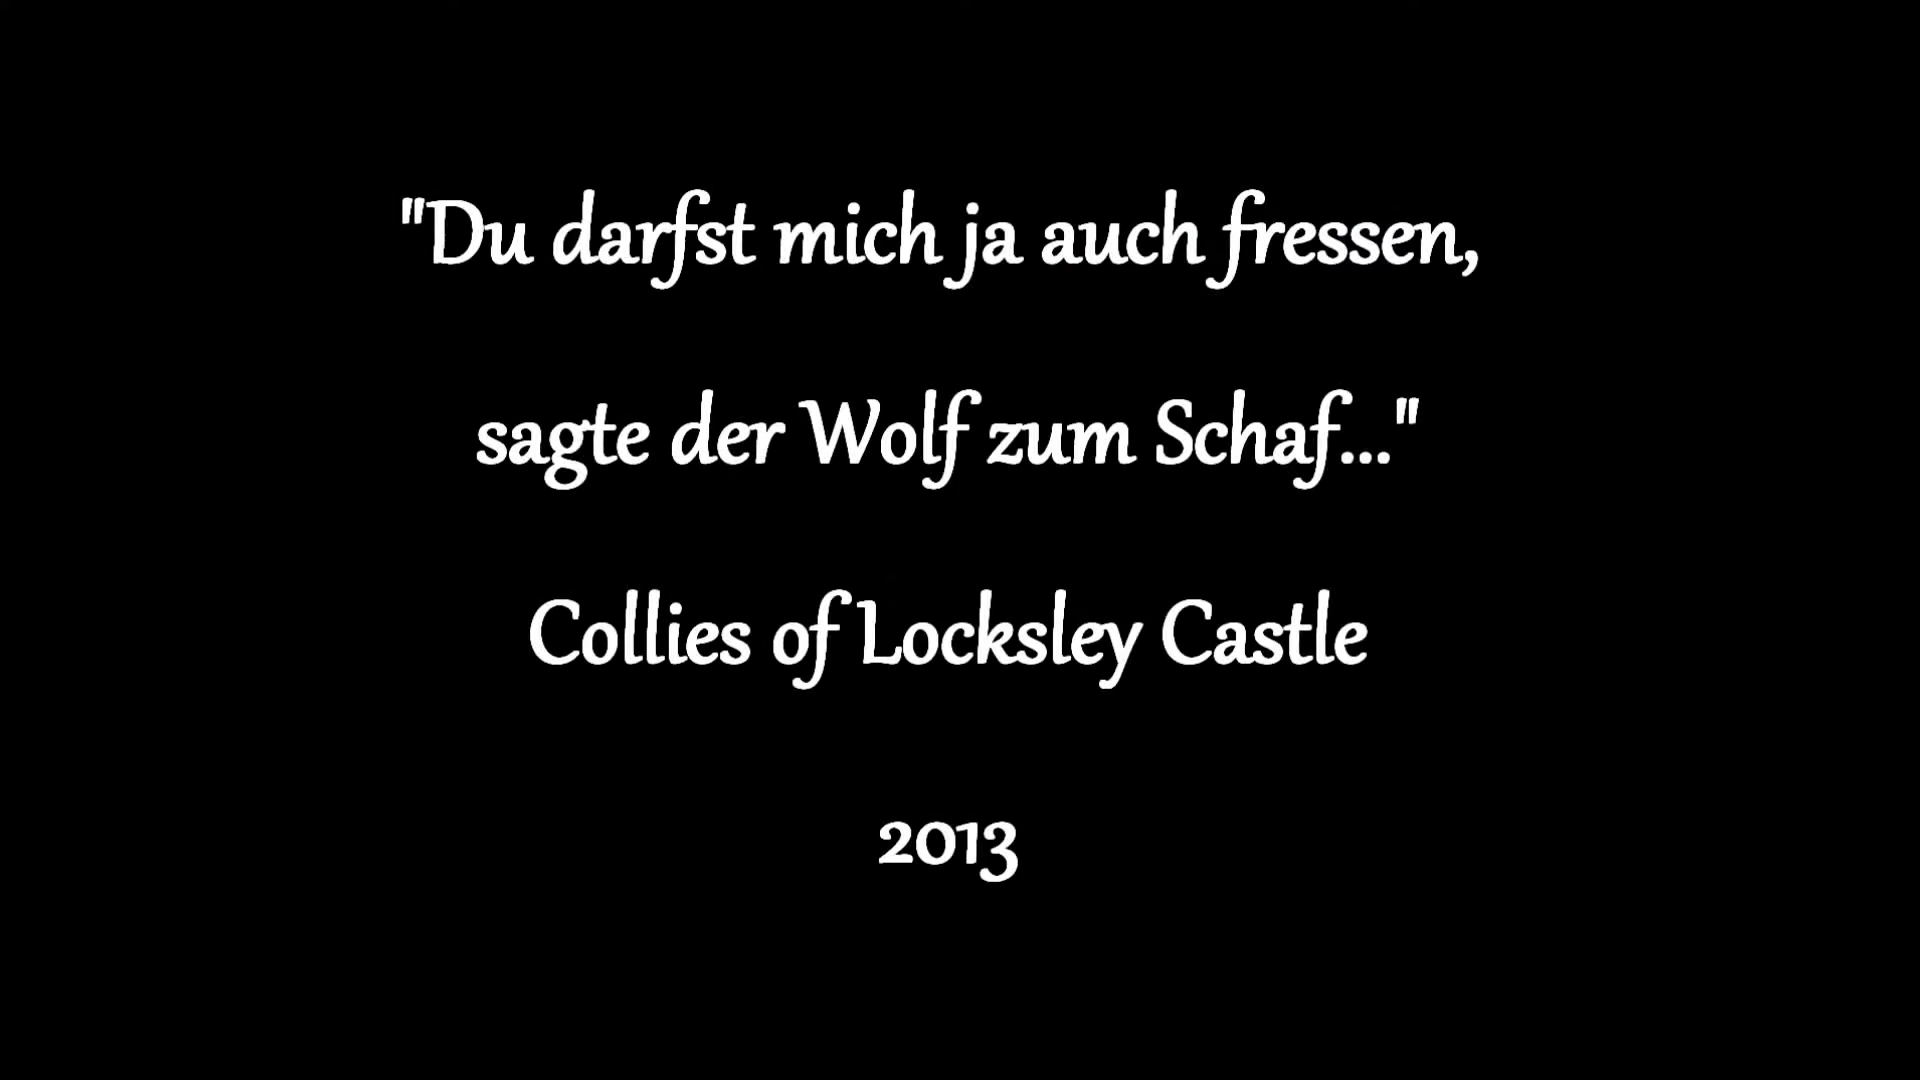 "Du darfst mich ja auch fressen,
sagte der Wolf zum Schaf..."
Collies of Locksley Castle
2013